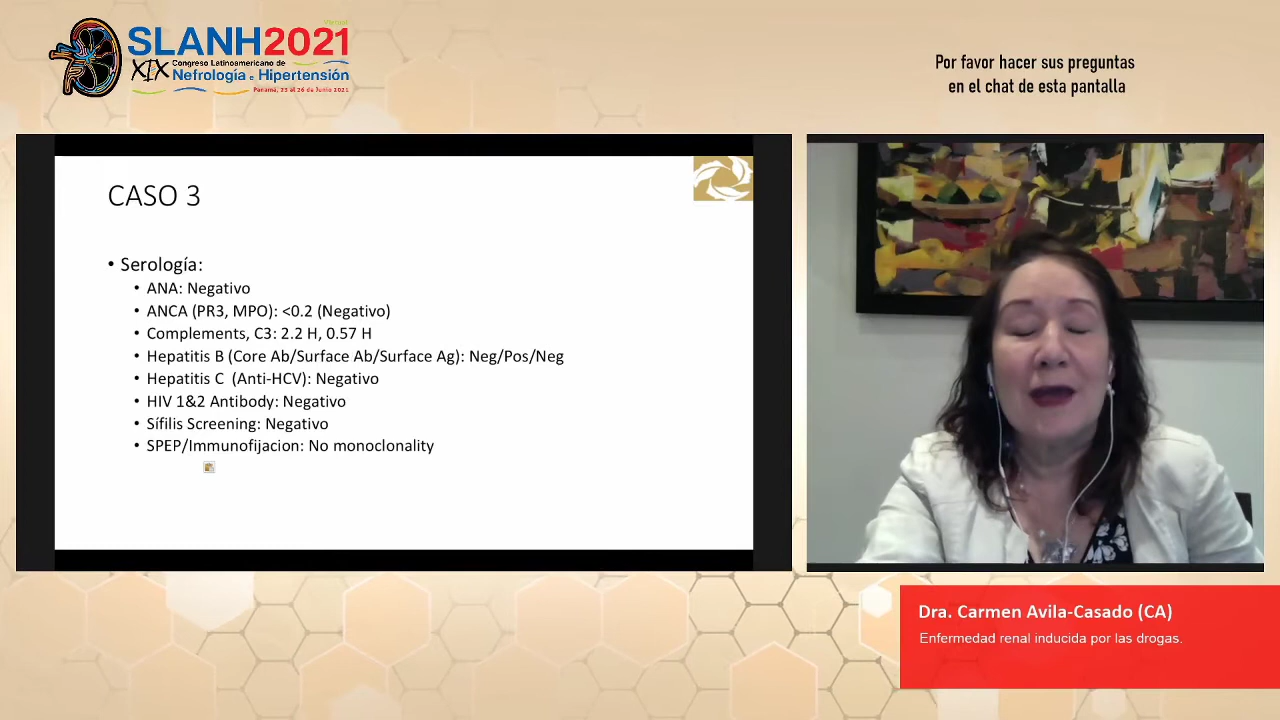 Virtual
SLANH2021
XIX Congreso Latinoamericano de
Nefrología e Hipertensión
Panamá, 23 al 26 de Junio 2021
Por favor hacer sus preguntas
en el chat de esta pantalla
CASO 3
• Serología:
• ANA: Negativo
• ANCA (PR3, MPO): <0.2 (Negativo)
• Complements, C3: 2.2 H, 0.57 H
• Hepatitis B (Core Ab/Surface Ab/Surface Ag): Neg/Pos/Neg
• Hepatitis C (Anti-HCV): Negativo
• HIV 1&2 Antibody: Negativo
• Sífilis Screening: Negativo
• SPEP/Immunofijacion: No monoclonality
Dra. Carmen Avila-Casado (CA)
Enfermedad renal inducida por las drogas.